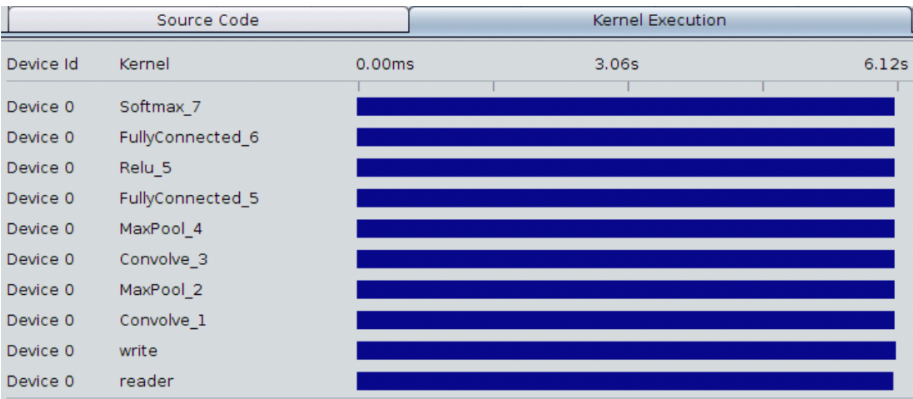 Source Code Kernel Execution
Device Id Kernel 0.00ms 3.06s 6.12s
Device 0 Softmax_7
Device 0 FullyConnected_6
Device 0 Relu_5
Device 0 FullyConnected_5
Device 0 MaxPool_4
Device 0 Convolve_3
Device 0 MaxPool_2
Device 0 Convolve_1
Device 0 write
Device 0 reader